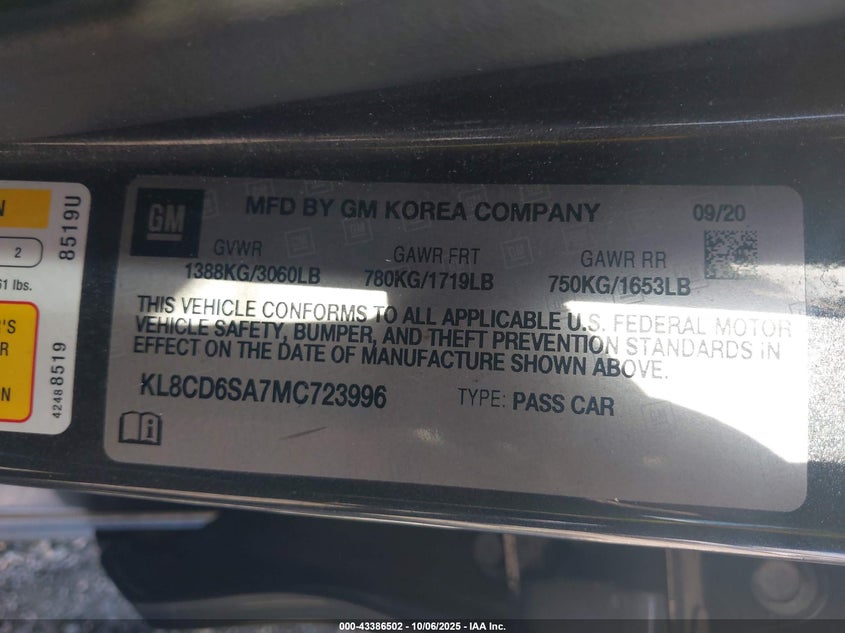 GM
MFD BY GM KOREA COMPANY
09/20
GVWR
GAWR FRT
GAWR RR
1388KG/3060LB
780KG/1719LB
750KG/1653LB
THIS VEHICLE CONFORMS TO ALL APPLICABLE U.S. FEDERAL MOTOR
VEHICLE SAFETY, BUMPER, AND THEFT PREVENTION STANDARDS IN
EFFECT ON THE DATE OF MANUFACTURE SHOWN ABOVE.
KL8CD6SA7MC723996
TYPE: PASS CAR
2
lbs.
8519U
42488519
000-43386502 - 10/06/2025 - IAA Inc.